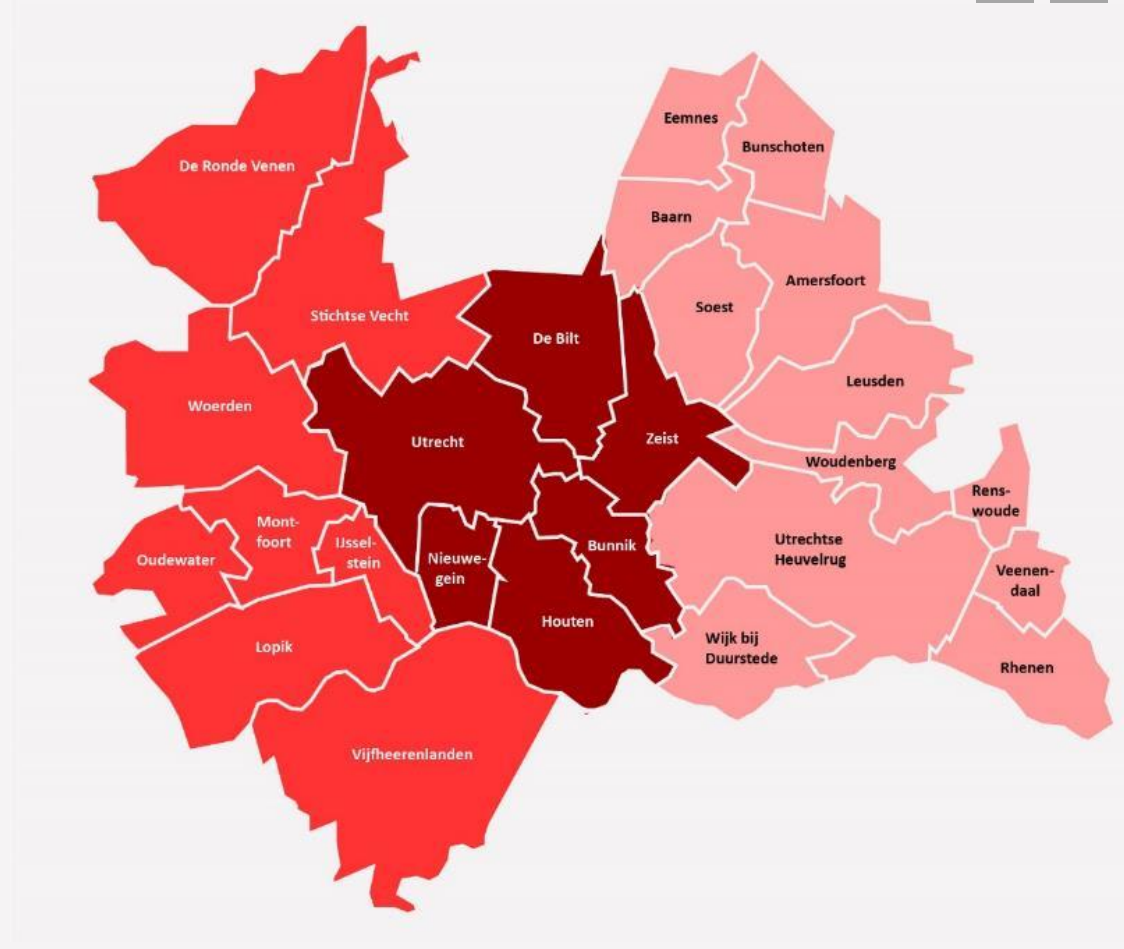 Eemnes
Bunschoten
De Ronde Venen
Baarn
Amersfoort
Soest
Stichtse Vecht
De Bilt
Leusden
Woerden
Utrecht
Zeist
Woudenberg
Rens-
woude
Mont-
foort
IJssel-
stein
Oudewater
Nieuwe-
gein
Bunnik
Utrechtse
Heuvelrug
Veenen-
daal
Houten
Lopik
Wijk bij
Duurstede
Rhenen
Vijfheerenlanden